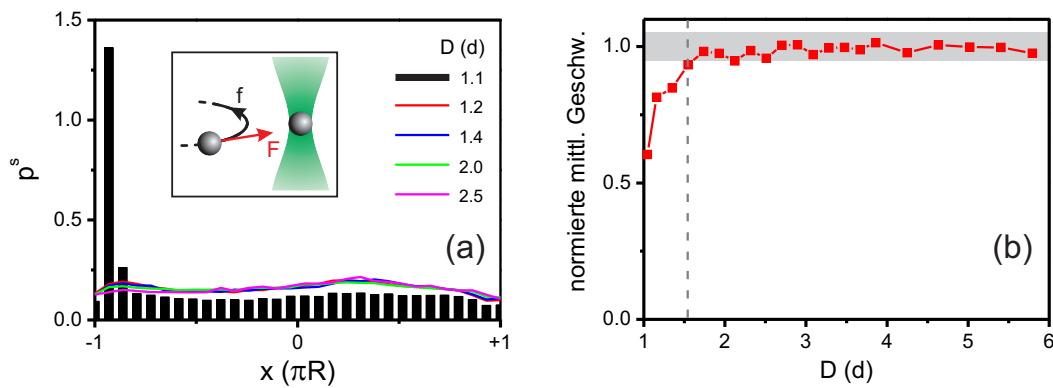 1.5
1.0
0.5
0.0
p^s
-1
0
+1
x (πR)
f
F
D (d)
1.1
1.2
1.4
2.0
2.5
(a)
1.0
0.5
0.0
normierte mittl. Geschw.
1
2
3
4
5
6
D (d)
(b)